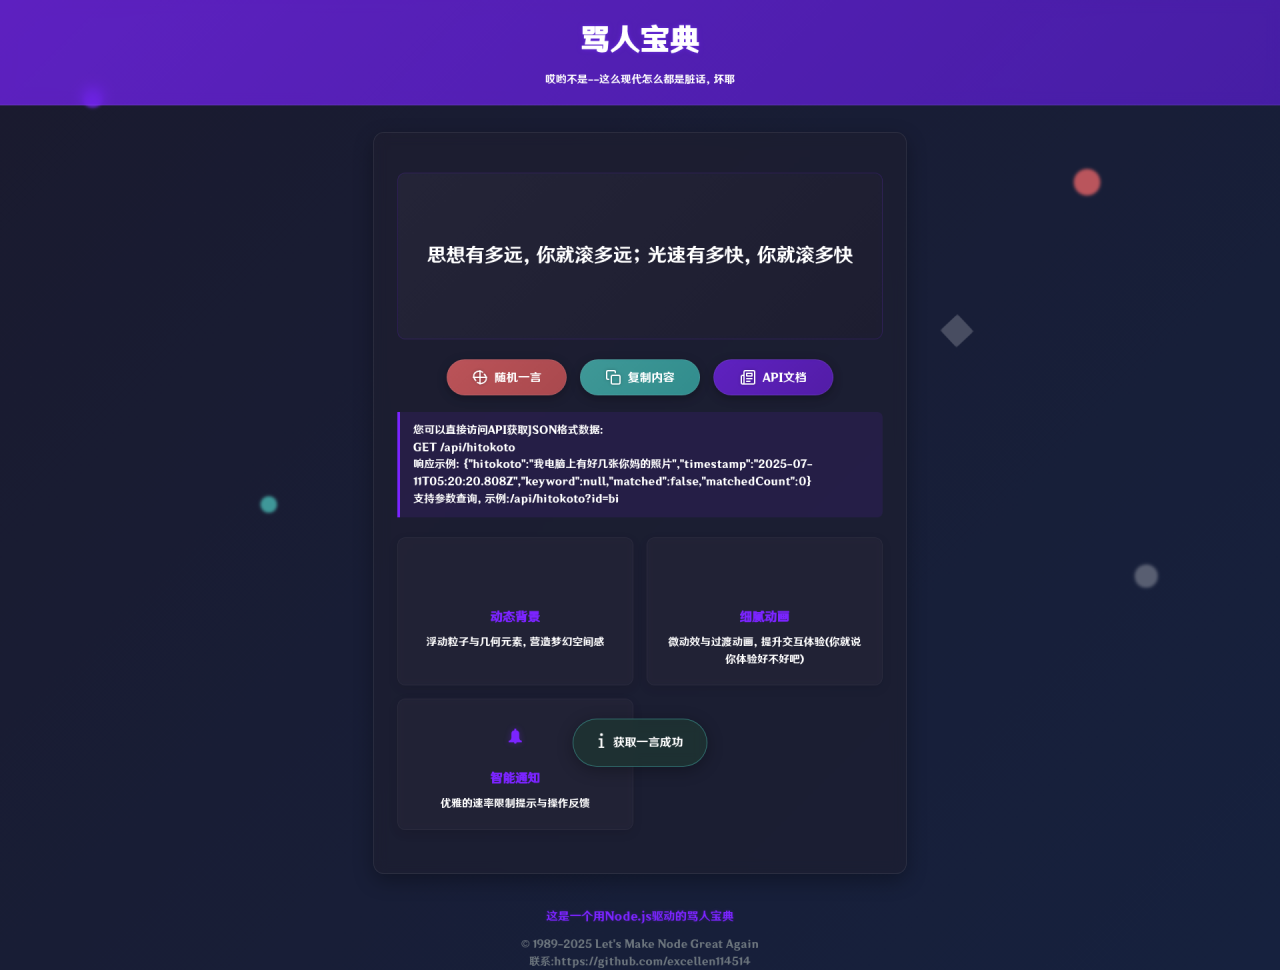 骂人宝典
哎哟不是--这么现代怎么都是脏话，坏耶
思想有多远，你就滚多远；光速有多快，你就滚多快
随机一言
复制内容
API文档
您可以直接访问API获取JSON格式数据:
GET /api/hitokoto
响应示例: {"hitokoto":"我电脑上有好几张你妈的照片","timestamp":"2025-07-
11T05:20:20.808Z","keyword":null,"matched":false,"matchedCount":0}
支持参数查询, 示例:/api/hitokoto?id=bi
动态背景
浮动粒子与几何元素, 营造梦幻空间感
细腻动画
微动效与过渡动画, 提升交互体验(你就说
你体验好不好吧)
智能通知
优雅的速率限制提示与操作反馈
获取一言成功
这是一个用Node.js驱动的骂人宝典
© 1989-2025 Let's Make Node Great Again
联系:https://github.com/excellen114514